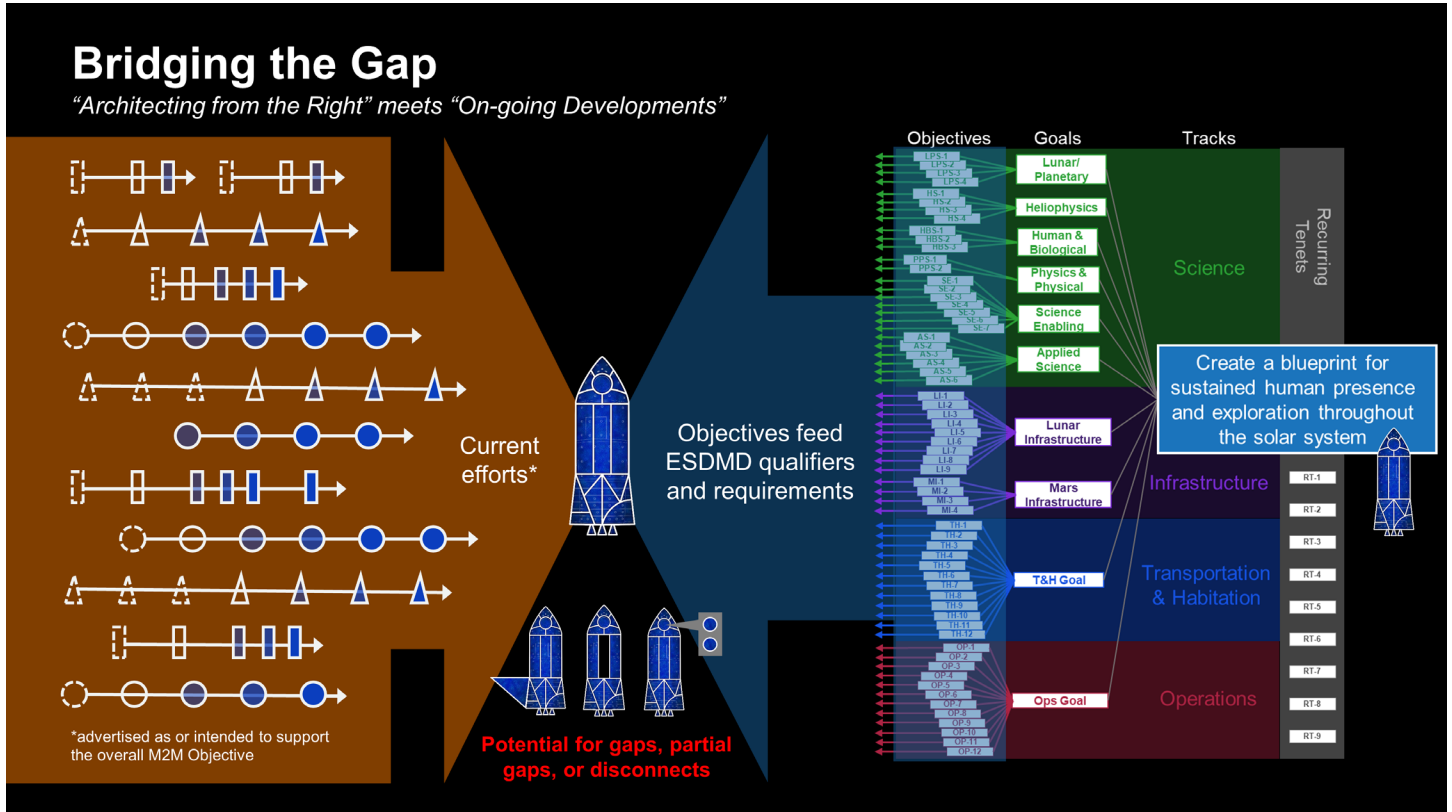 Bridging the Gap
“Architecting from the Right” meets “On-going Developments”
Objectives
Goals
Tracks
LPS-1
LPS-2
LPS-3
LPS-4
Lunar/
Planetary
HS-1
HS-2
HS-3
HS-4
Heliophysics
HBS-1
HBS-2
HBS-3
Human &
Biological
PPS-1
PPS-2
Physics &
Physical
SE-1
SE-2
SE-3
SE-4
SE-5
SE-6
SE-7
Science
Enabling
AS-1
AS-2
AS-3
AS-4
AS-5
AS-6
Applied
Science
Science
Recurring
Tenets
Create a blueprint for
sustained human presence
and exploration throughout
the solar system
LI-1
LI-2
LI-3
LI-4
LI-5
LI-6
LI-7
LI-8
LI-9
Lunar
Infrastructure
MI-1
MI-2
MI-3
MI-4
Mars
Infrastructure
Infrastructure
TH-1
TH-2
TH-3
TH-4
TH-5
TH-6
TH-7
TH-8
TH-9
TH-10
TH-11
TH-12
T&H Goal
Transportation
& Habitation
OP-1
OP-2
OP-3
OP-4
OP-5
OP-6
OP-7
OP-8
OP-9
OP-10
OP-11
OP-12
Ops Goal
Operations
RT-1
RT-2
RT-3
RT-4
RT-5
RT-6
RT-7
RT-8
RT-9
Current
efforts*
Objectives feed
ESDMD qualifiers
and requirements
*advertised as or intended to support
the overall M2M Objective
Potential for gaps, partial
gaps, or disconnects